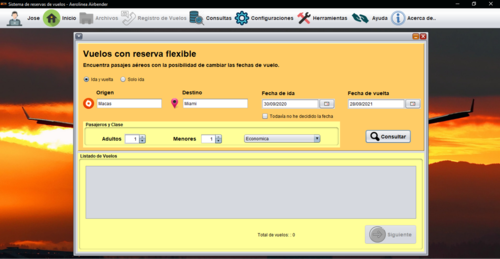 Sistema de reservas de vuelos - Aerolínea Airbender
Jose Inicio Archivos Registro de Vuelos Consultas Configuraciones Herramientas Ayuda Acerca de..
Vuelos con reserva flexible
Encuentra pasajes aéreos con la posibilidad de cambiar las fechas de vuelo.
Ida y vuelta Solo ida
Origen Destino Fecha de ida Fecha de vuelta
Macas Miami 30/09/2020 28/09/2021
Todavía no he decidido la fecha
Pasajeros y Clase
Adultos 1 Menores 1 Economica Consultar
Listado de Vuelos
Total de vuelos: 0 Siguiente